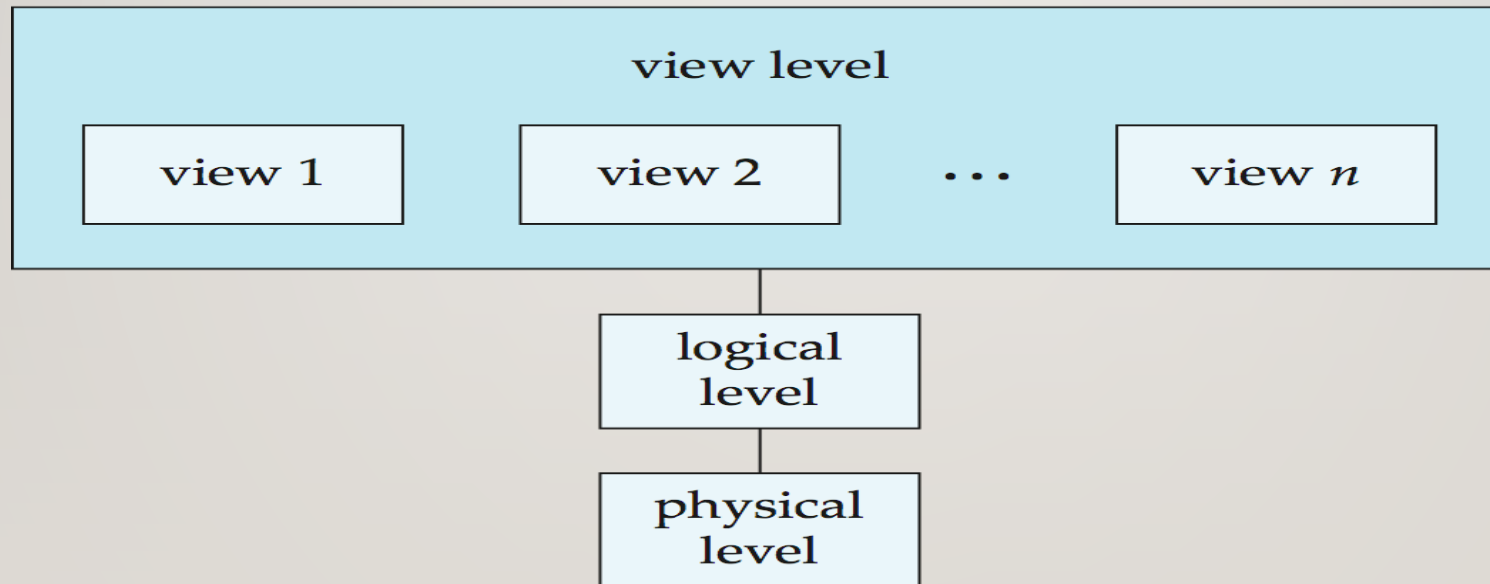 view level
view 1 view 2 ... view n
logical
level
physical
level